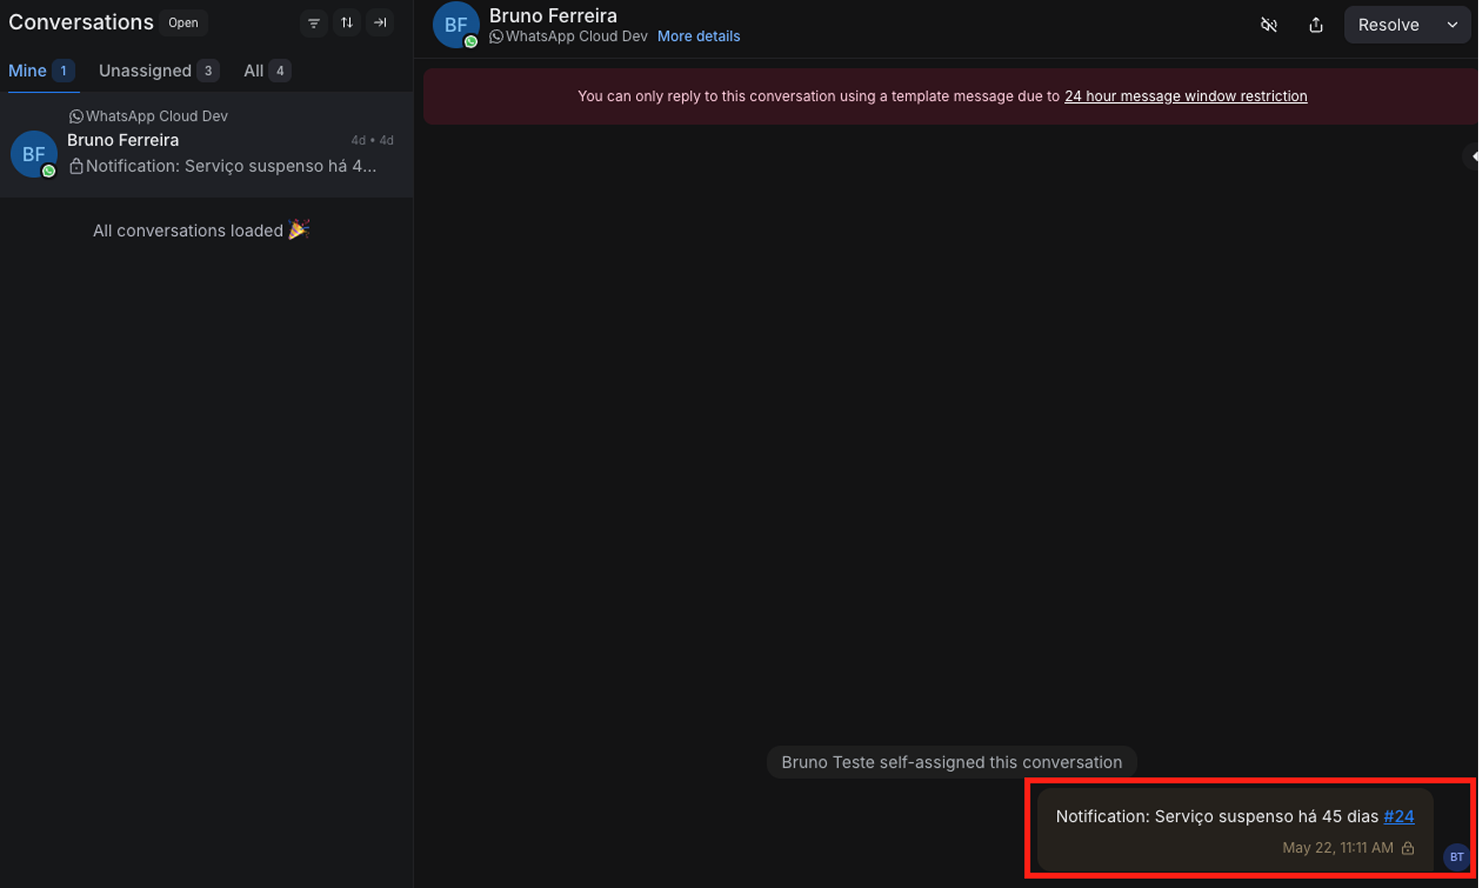 Conversations Open
Mine 1 Unassigned 3 All 4
WhatsApp Cloud Dev
BF
Bruno Ferreira 4d • 4d
Notification: Serviço suspenso há 4...
All conversations loaded 🎉
BF
Bruno Ferreira
WhatsApp Cloud Dev More details
Resolve
You can only reply to this conversation using a template message due to 24 hour message window restriction
Bruno Teste self-assigned this conversation
Notification: Serviço suspenso há 45 dias #24
May 22, 11:11 AM
BT